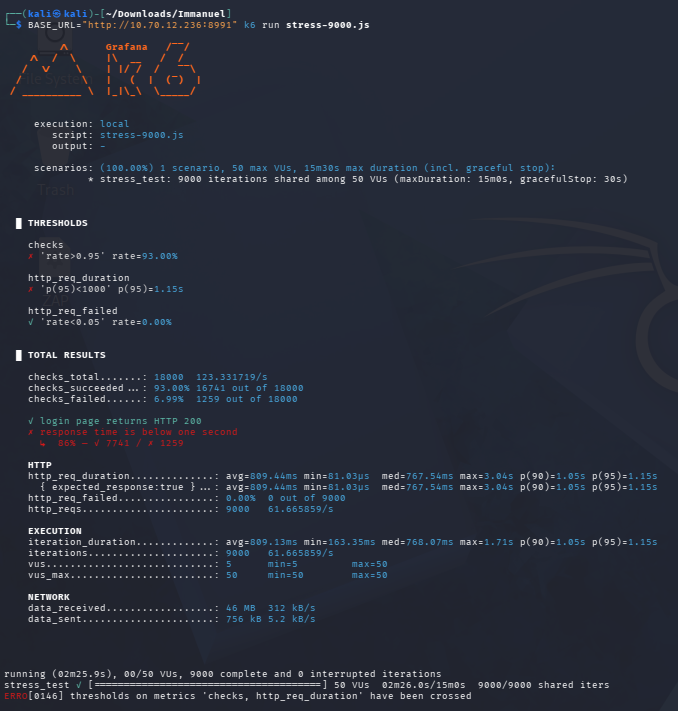 ┌──(kali㉿kali)-[~/Downloads/Immanuel]
└─$ BASE_URL="http://10.70.12.236:8991" k6 run stress-9000.js
Grafana
execution: local
script: stress-9000.js
output: -
scenarios: (100.00%) 1 scenario, 50 max VUs, 15m30s max duration (incl. graceful stop):
* stress_test: 9000 iterations shared among 50 VUs (maxDuration: 15m0s, gracefulStop: 30s)
Trash
█ THRESHOLDS
checks
✗ 'rate>0.95' rate=93.00%
http_req_duration
✗ 'p(95)<1000' p(95)=1.15s
ZAP
http_req_failed
✓ 'rate<0.05' rate=0.00%
█ TOTAL RESULTS
checks_total.......: 18000 123.331719/s
checks_succeeded...: 93.00% 16741 out of 18000
checks_failed......: 6.99% 1259 out of 18000
✓ login page returns HTTP 200
✗ response time is below one second
↳ 86% — ✓ 7741 / ✗ 1259
HTTP
http_req_duration..............: avg=809.44ms min=81.03µs med=767.54ms max=3.04s p(90)=1.05s p(95)=1.15s
{ expected_response:true }...: avg=809.44ms min=81.03µs med=767.54ms max=3.04s p(90)=1.05s p(95)=1.15s
http_req_failed................: 0.00% 0 out of 9000
http_reqs......................: 9000 61.665859/s
EXECUTION
iteration_duration.............: avg=809.13ms min=163.35ms med=768.07ms max=1.71s p(90)=1.05s p(95)=1.15s
iterations.....................: 9000 61.665859/s
vus............................: 5 min=5 max=50
vus_max........................: 50 min=50 max=50
NETWORK
data_received..................: 46 MB 312 kB/s
data_sent......................: 756 kB 5.2 kB/s
running (02m25.9s), 00/50 VUs, 9000 complete and 0 interrupted iterations
stress_test ✓ [======================================] 50 VUs 02m26.0s/15m0s 9000/9000 shared iters
ERRO[0146] thresholds on metrics 'checks, http_req_duration' have been crossed